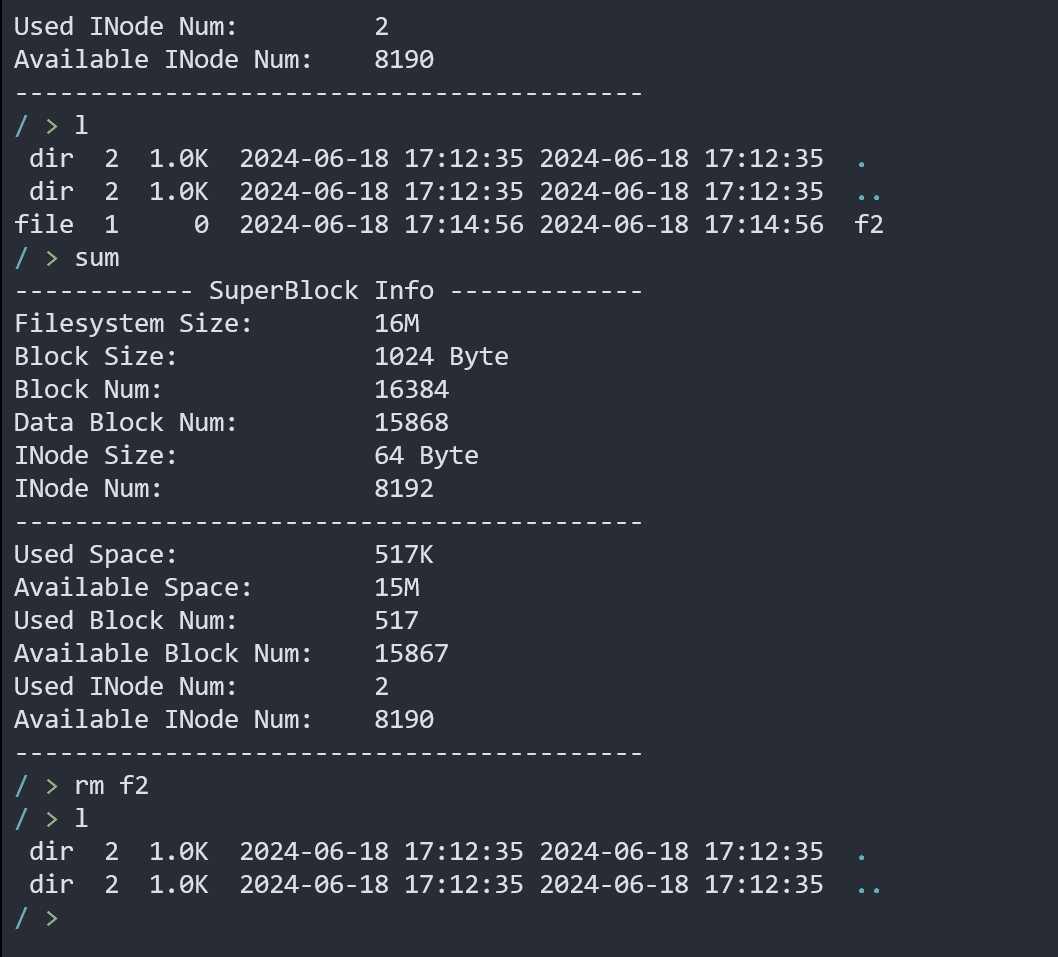 Used INode Num:         2
Available INode Num:    8190
------------------------------------------
/ > l
 dir  2  1.0K  2024-06-18 17:12:35 2024-06-18 17:12:35  .
 dir  2  1.0K  2024-06-18 17:12:35 2024-06-18 17:12:35  ..
file  1     0  2024-06-18 17:14:56 2024-06-18 17:14:56  f2
/ > sum
------------ SuperBlock Info -------------
Filesystem Size:        16M
Block Size:             1024 Byte
Block Num:              16384
Data Block Num:         15868
INode Size:             64 Byte
INode Num:              8192
------------------------------------------
Used Space:             517K
Available Space:        15M
Used Block Num:         517
Available Block Num:    15867
Used INode Num:         2
Available INode Num:    8190
------------------------------------------
/ > rm f2
/ > l
 dir  2  1.0K  2024-06-18 17:12:35 2024-06-18 17:12:35  .
 dir  2  1.0K  2024-06-18 17:12:35 2024-06-18 17:12:35  ..
/ >